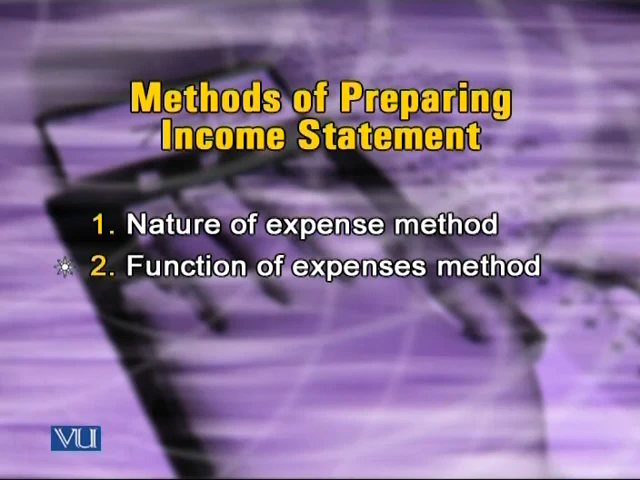 Methods of Preparing
Income Statement
1. Nature of expense method
2. Function of expenses method
VU